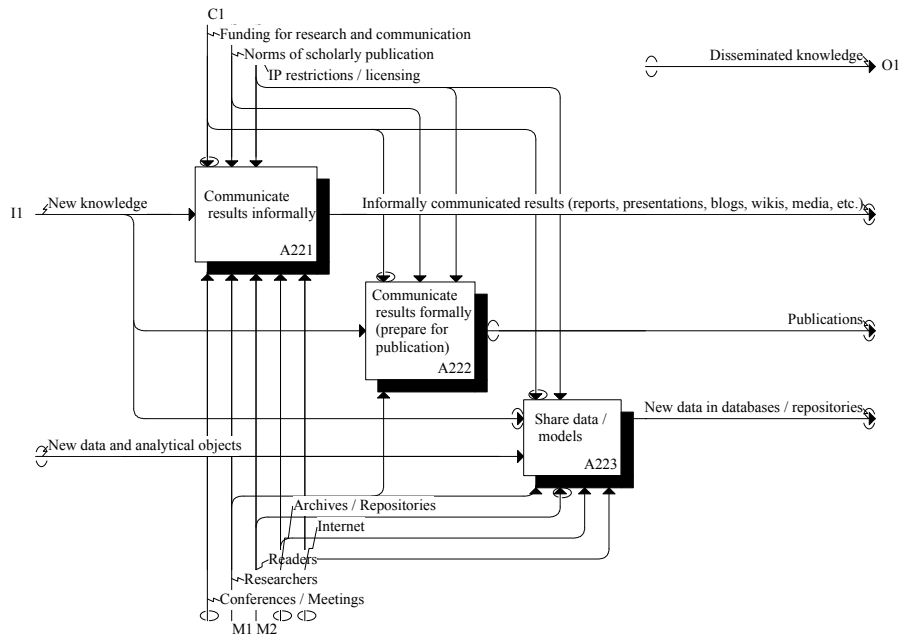 C1
Funding for research and communication
Norms of scholarly publication
IP restrictions / licensing
Disseminated knowledge
O1
Communicate
results informally
A221
I1
New knowledge
Informally communicated results (reports, presentations, blogs, wikis, media, etc.)
Communicate
results formally
(prepare for
publication)
A222
Publications
Share data /
models
A223
New data in databases / repositories
New data and analytical objects
Archives / Repositories
Internet
Readers
Researchers
Conferences / Meetings
M1 M2